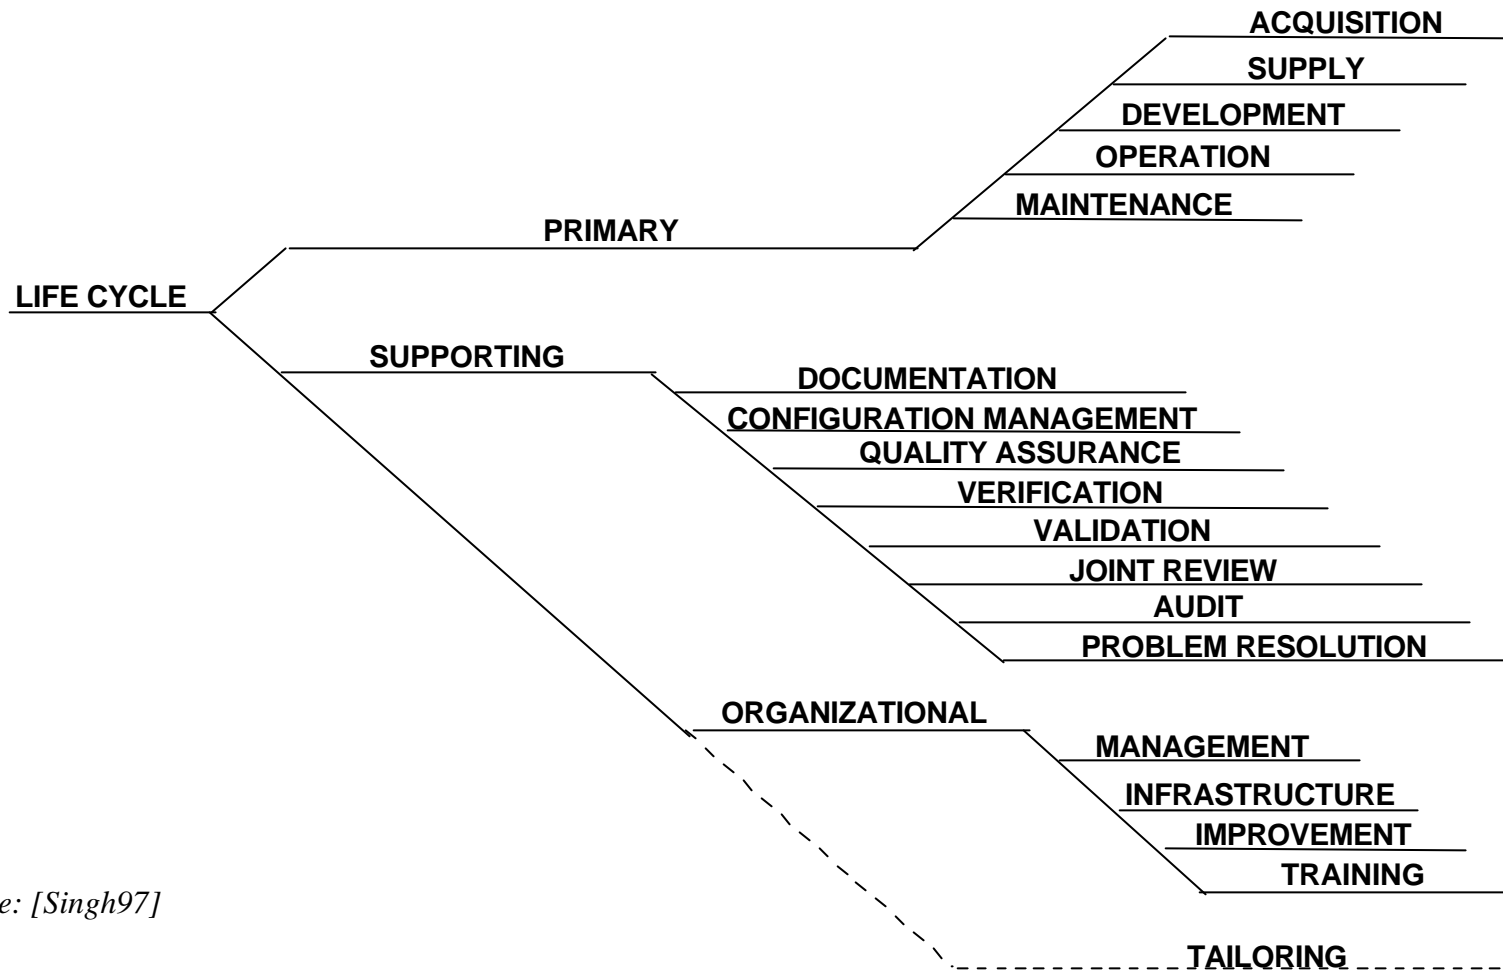 ACQUISITION
SUPPLY
DEVELOPMENT
OPERATION
MAINTENANCE
PRIMARY
LIFE CYCLE
SUPPORTING
DOCUMENTATION
CONFIGURATION MANAGEMENT
QUALITY ASSURANCE
VERIFICATION
VALIDATION
JOINT REVIEW
AUDIT
PROBLEM RESOLUTION
ORGANIZATIONAL
MANAGEMENT
INFRASTRUCTURE
IMPROVEMENT
TRAINING
e: [Singh97]
TAILORING